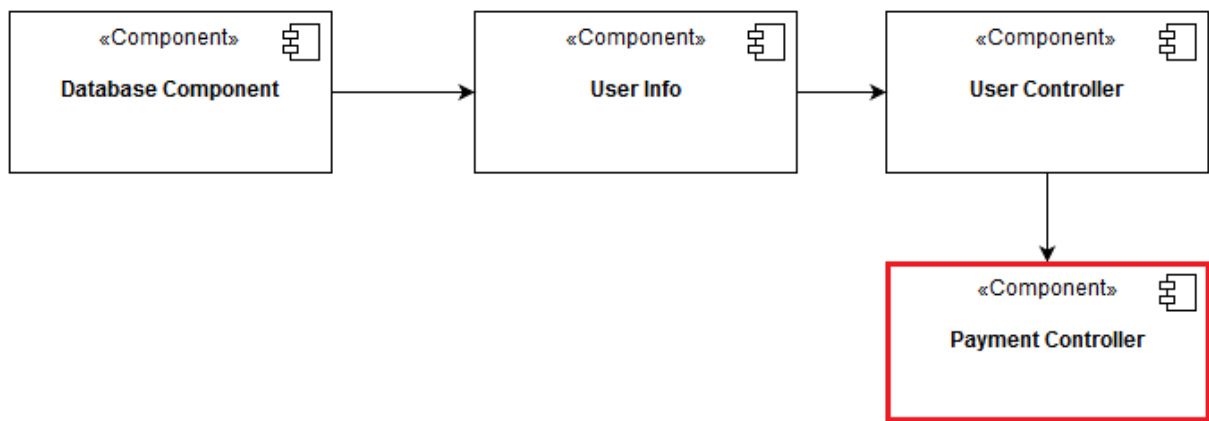 «Component»
Database Component
«Component»
User Info
«Component»
User Controller
«Component»
Payment Controller